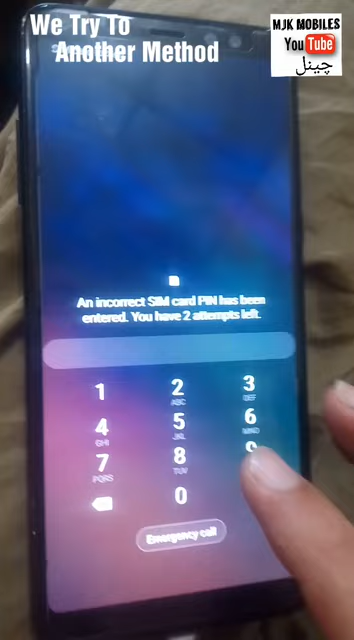 We Try To
Another Method
MJK MOBILES
YouTube
چینل
An incorrect SIM card PIN has been
entered. You have 2 attempts left.
1
2
ABC
3
DEF
4
GHI
5
JKL
6
MNO
7
PQRS
8
TUV
9
0
Emergency call